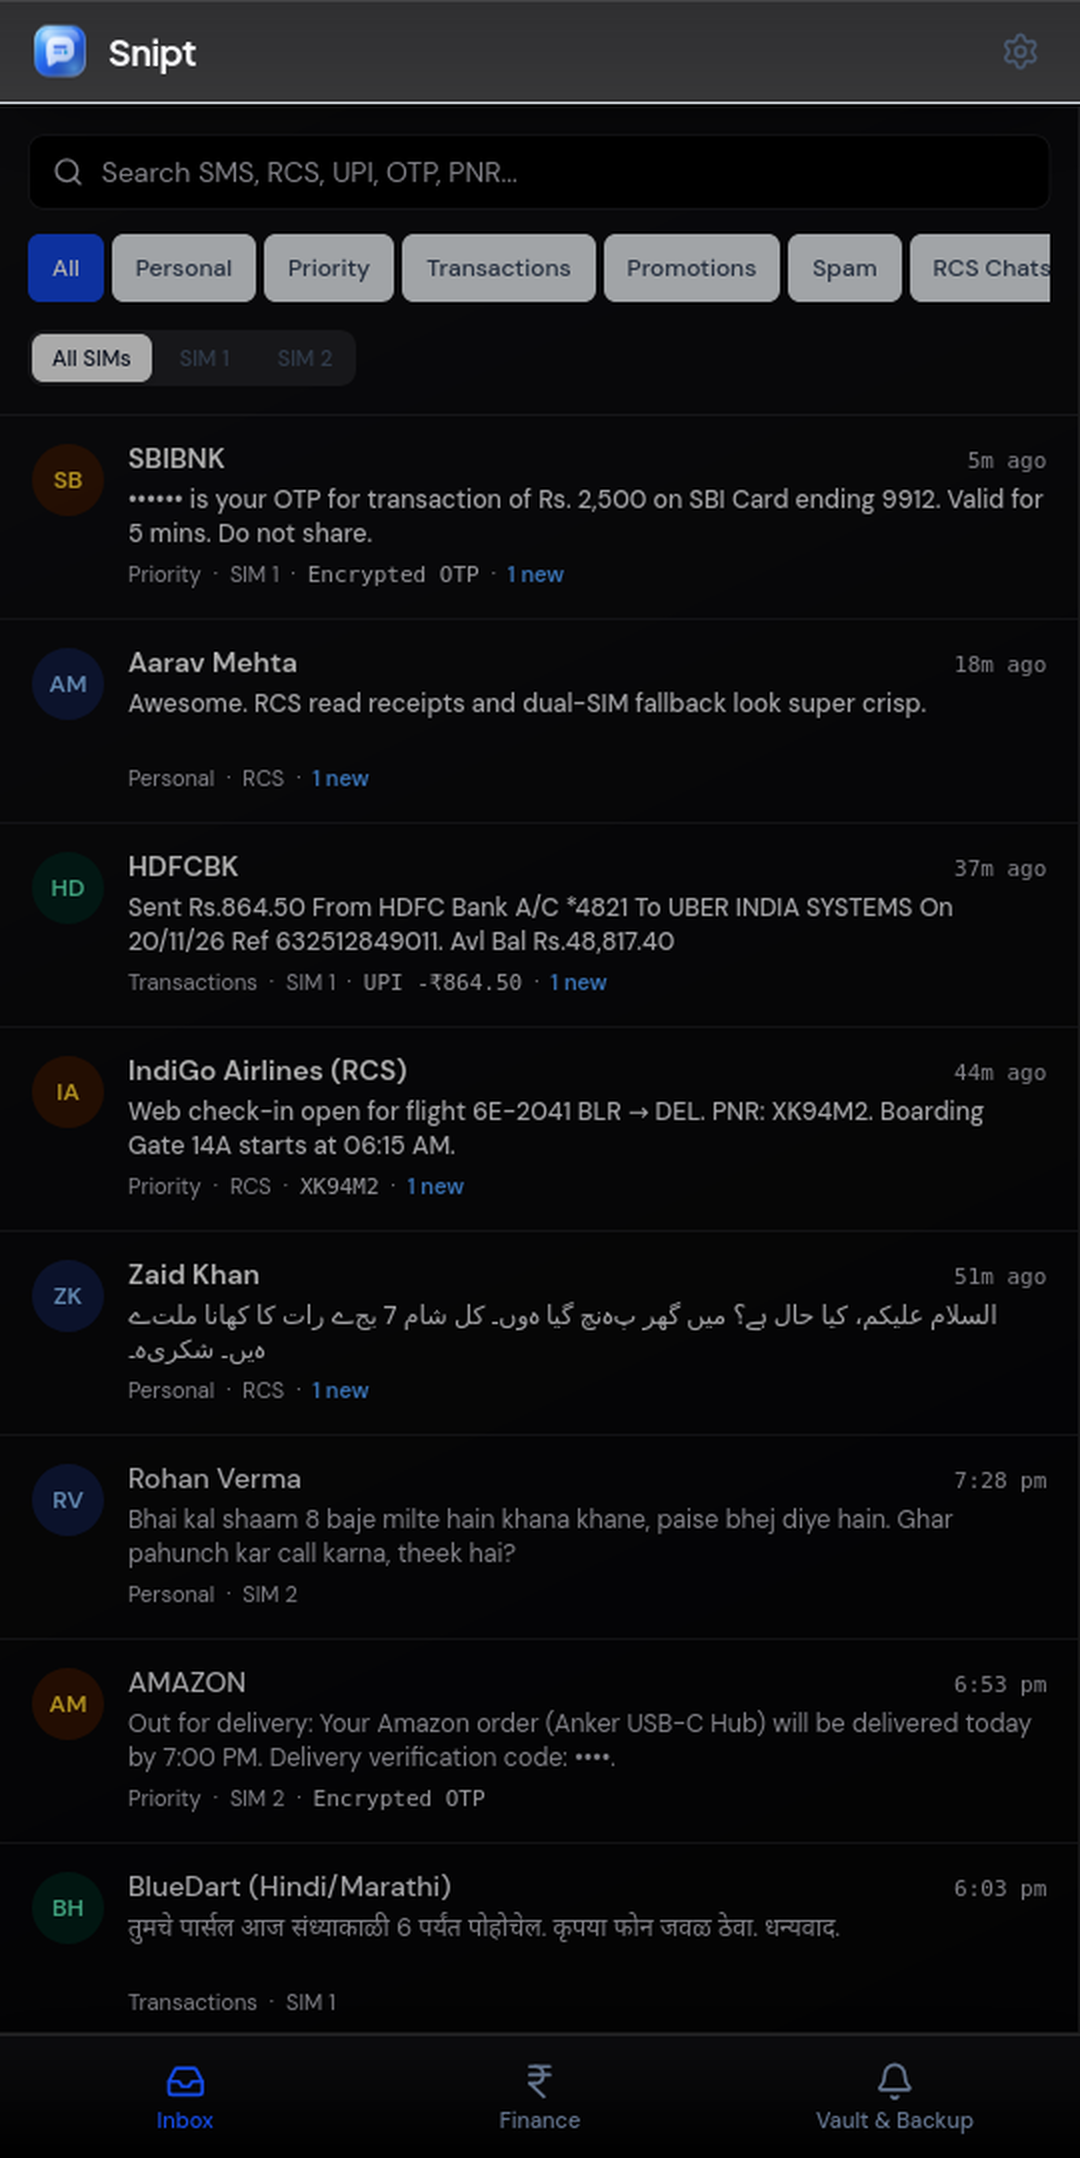 Snipt
Search SMS, RCS, UPI, OTP, PNR...
All
Personal
Priority
Transactions
Promotions
Spam
RCS Chats
All SIMs
SIM 1
SIM 2
SB
SBIBNK
5m ago
•••••• is your OTP for transaction of Rs. 2,500 on SBI Card ending 9912. Valid for
5 mins. Do not share.
Priority · SIM 1 · Encrypted OTP · 1 new
AM
Aarav Mehta
18m ago
Awesome. RCS read receipts and dual-SIM fallback look super crisp.
Personal · RCS · 1 new
HD
HDFCBK
37m ago
Sent Rs.864.50 From HDFC Bank A/C *4821 To UBER INDIA SYSTEMS On
20/11/26 Ref 632512849011. Avl Bal Rs.48,817.40
Transactions · SIM 1 · UPI -₹864.50 · 1 new
IA
IndiGo Airlines (RCS)
44m ago
Web check-in open for flight 6E-2041 BLR → DEL. PNR: XK94M2. Boarding
Gate 14A starts at 06:15 AM.
Priority · RCS · XK94M2 · 1 new
ZK
Zaid Khan
51m ago
السلام علیکم، کیا حال ہے؟ میں گھر پہنچ گیا ہوں۔ کل شام 7 بجے رات کا کھانا ملتے
ہیں۔ شکریہ۔
Personal · RCS · 1 new
RV
Rohan Verma
7:28 pm
Bhai kal shaam 8 baje milte hain khana khane, paise bhej diye hain. Ghar
pahunch kar call karna, theek hai?
Personal · SIM 2
AM
AMAZON
6:53 pm
Out for delivery: Your Amazon order (Anker USB-C Hub) will be delivered today
by 7:00 PM. Delivery verification code: ••••.
Priority · SIM 2 · Encrypted OTP
BH
BlueDart (Hindi/Marathi)
6:03 pm
तुमचे पार्सल आज संध्याकाळी 6 पर्यंत पोहोचेल. कृपया फोन जवळ ठेवा. धन्यवाद.
Transactions · SIM 1
Inbox
Finance
Vault & Backup